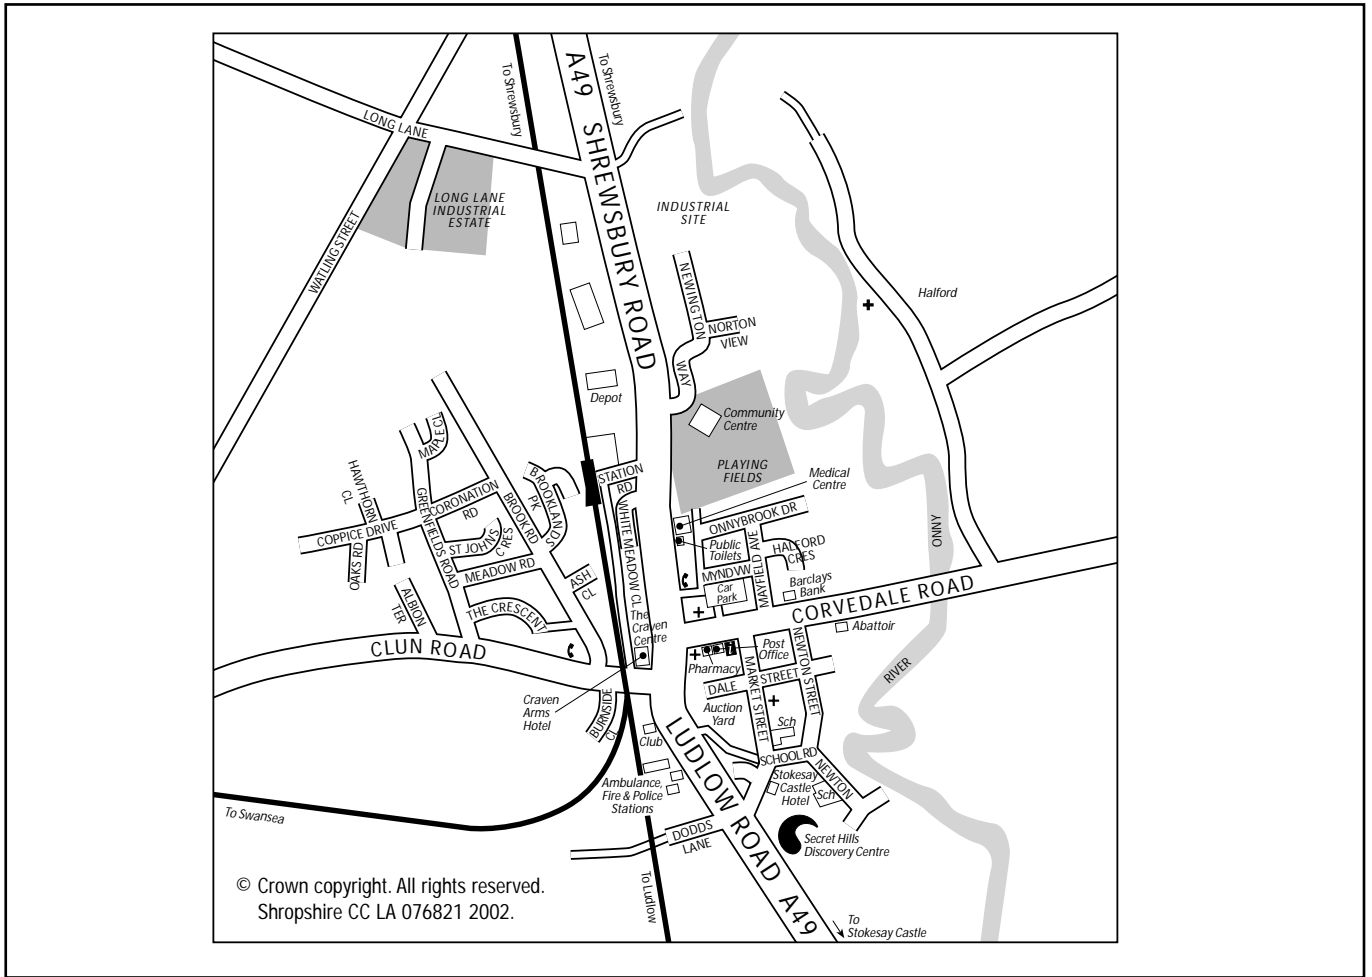 To Shrewsbury
A49 SHREWSBURY ROAD
To Shrewsbury
LONG LANE
LONG LANE
INDUSTRIAL
ESTATE
WATLING STREET
INDUSTRIAL
SITE
NEWINGTON
WAY
NORTON
VIEW
Halford
Depot
Community
Centre
PLAYING
FIELDS
Medical
Centre
MAPLE CL
HAWTHORN
CL
GREENFIELDS ROAD
CORONATION
RD
BROOK RD
BROOKLANDS
PK
STATION
RD
WHITE MEADOW CL
COPPICE DRIVE
OAKS RD
ST JOHNS
CRES
MEADOW RD
ALBION
TER
THE CRESCENT
ASH
CL
ONNYBROOK DR
Public
Toilets
MAYFIELD AVE
HALFORD
CRES
MYND VW
Car
Park
Barclays
Bank
ONNY
CORVEDALE ROAD
Abattoir
The
Craven
Centre
CLUN ROAD
Pharmacy
i
Post
Office
NEWTON STREET
MARKET STREET
DALE
STREET
RIVER
Craven
Arms
Hotel
BURNSIDE
CL
Auction
Yard
Sch
Club
LUDLOW ROAD A49
SCHOOL RD
NEWTON
Stokesay
Castle
Hotel
Sch
Ambulance,
Fire & Police
Stations
To Swansea
DODDS
LANE
Secret Hills
Discovery Centre
To Ludlow
To
Stokesay Castle
© Crown copyright. All rights reserved.
Shropshire CC LA 076821 2002.